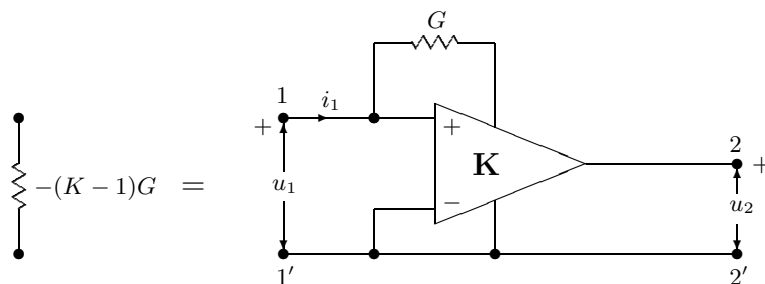 G
1 i₁
+ + 2
-(K − 1)G = u₁ K +
− u₂
1′ 2′